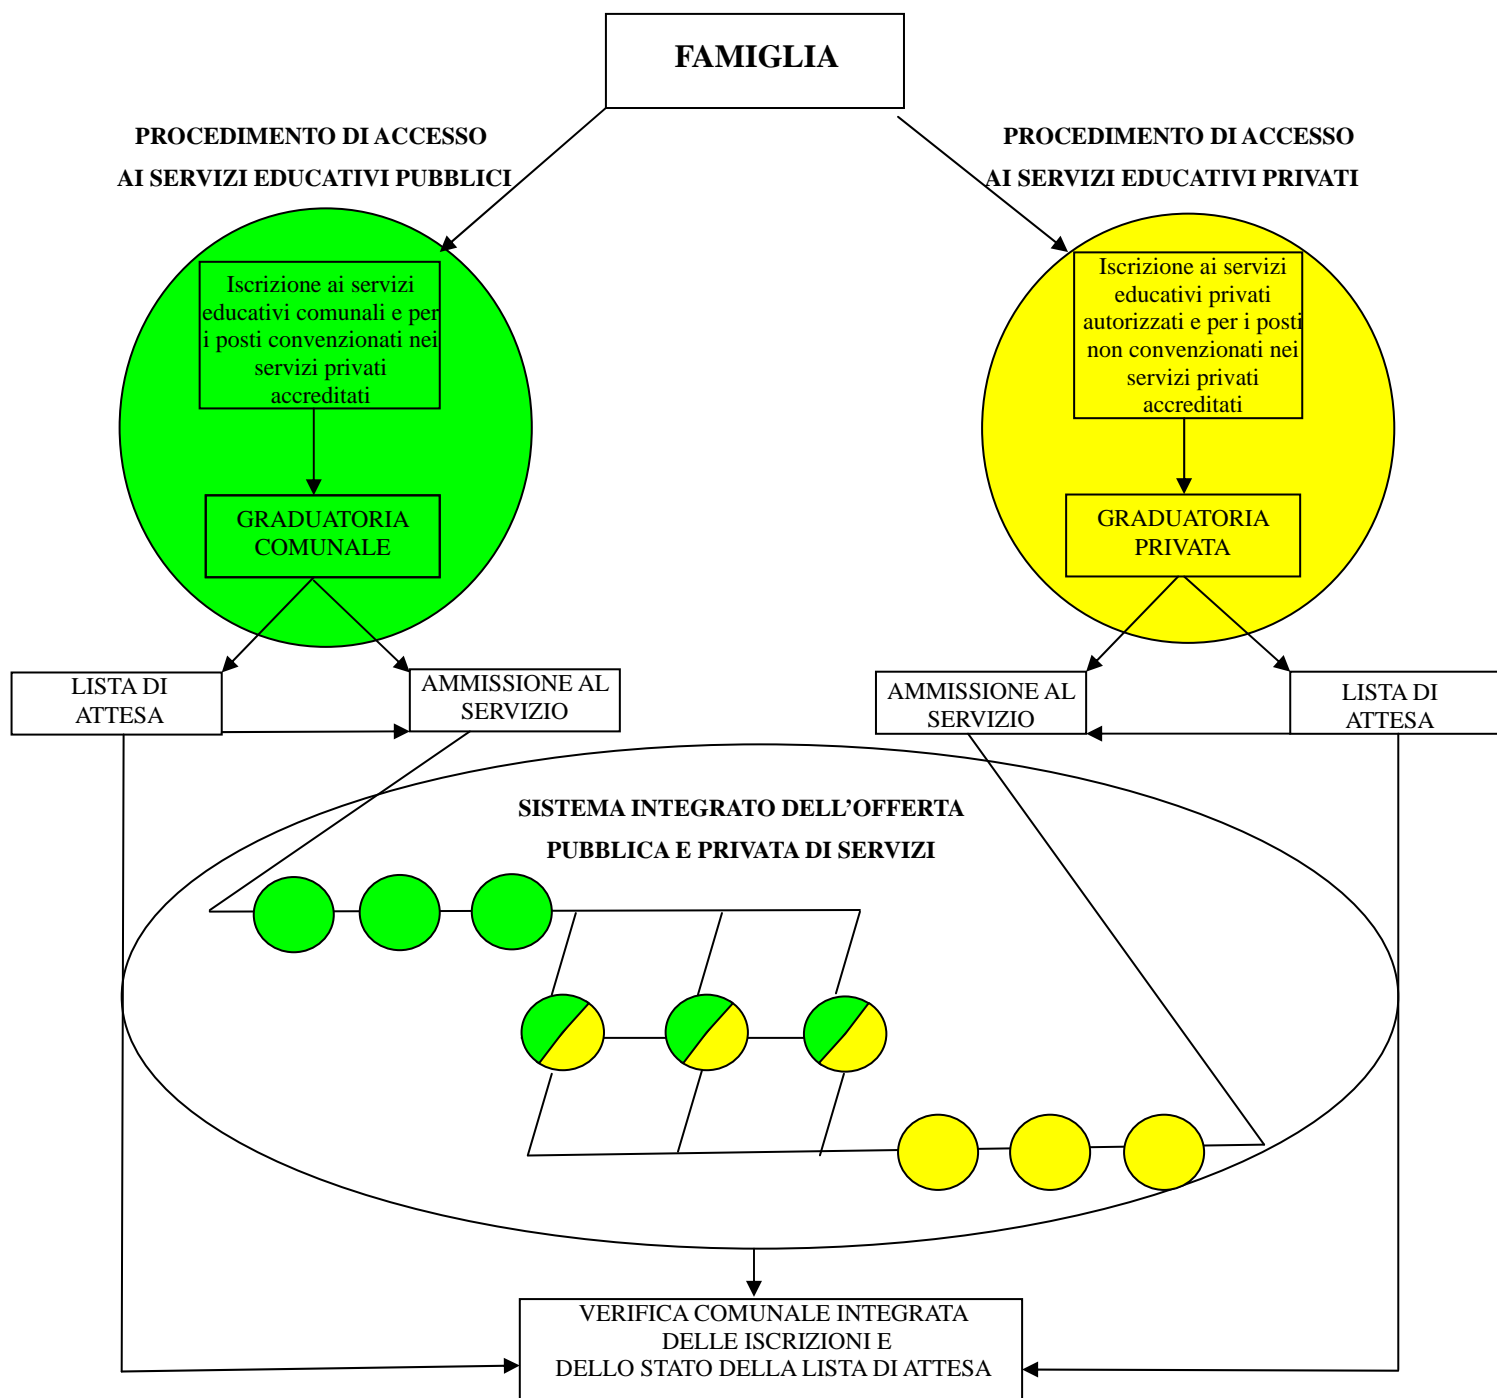 FAMIGLIA
PROCEDIMENTO DI ACCESSO
AI SERVIZI EDUCATIVI PUBBLICI
PROCEDIMENTO DI ACCESSO
AI SERVIZI EDUCATIVI PRIVATI
Iscrizione ai servizi
educativi comunali e per
i posti convenzionati nei
servizi privati
accreditati
Iscrizione ai servizi
educativi privati
autorizzati e per i posti
non convenzionati nei
servizi privati
accreditati
GRADUATORIA
COMUNALE
GRADUATORIA
PRIVATA
LISTA DI
ATTESA
AMMISSIONE AL
SERVIZIO
AMMISSIONE AL
SERVIZIO
LISTA DI
ATTESA
SISTEMA INTEGRATO DELL’OFFERTA
PUBBLICA E PRIVATA DI SERVIZI
VERIFICA COMUNALE INTEGRATA
DELLE ISCRIZIONI E
DELLO STATO DELLA LISTA DI ATTESA